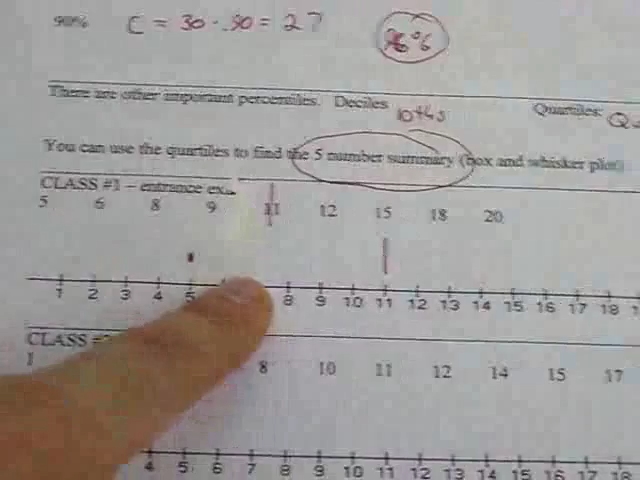 90% C = 30 · .90 = 27
There are other important percentiles. Deciles 10ths Quartiles:
You can use the quartiles to find the 5 number summary (box and whisker plot)
CLASS #1 – entrance
5 6 8 9 11 12 15 18 20
1 2 3 4 5 8 9 10 11 12 13 14 15 16 17 18
CLASS
1 8 10 11 12 14 15 17
4 5 6 7 8 9 10 11 12 13 14 15 16 17 18